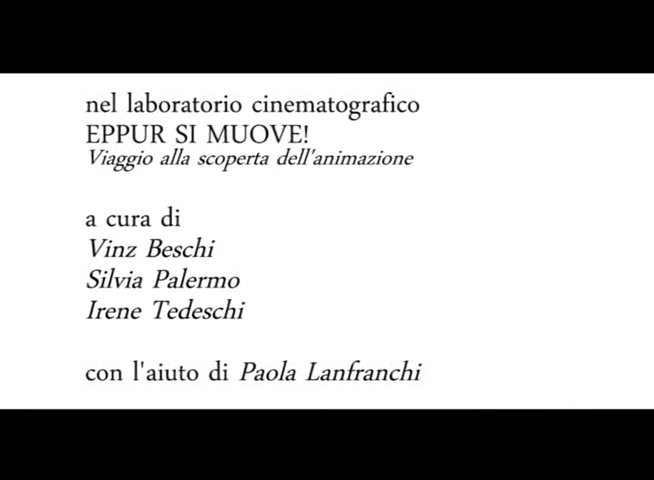 nel laboratorio cinematografico
EPPUR SI MUOVE!
Viaggio alla scoperta dell'animazione
a cura di
Vinz Beschi
Silvia Palermo
Irene Tedeschi
con l'aiuto di Paola Lanfranchi